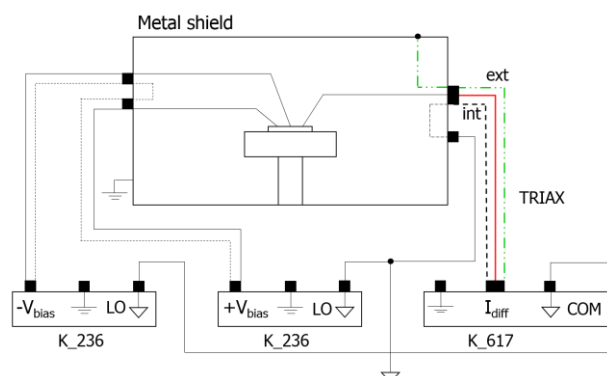 Metal shield
ext
int
TRIAX
-Vbias
LO
+Vbias
LO
Idiff
COM
K_236
K_236
K_617